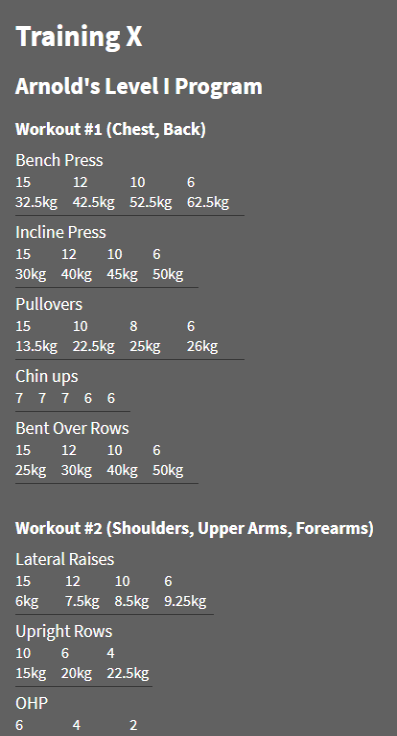 Training X
Arnold's Level I Program
Workout #1 (Chest, Back)
Bench Press
15 12 10 6
32.5kg 42.5kg 52.5kg 62.5kg
Incline Press
15 12 10 6
30kg 40kg 45kg 50kg
Pullovers
15 10 8 6
13.5kg 22.5kg 25kg 26kg
Chin ups
7 7 7 6 6
Bent Over Rows
15 12 10 6
25kg 30kg 40kg 50kg
Workout #2 (Shoulders, Upper Arms, Forearms)
Lateral Raises
15 12 10 6
6kg 7.5kg 8.5kg 9.25kg
Upright Rows
10 6 4
15kg 20kg 22.5kg
OHP
6 4 2